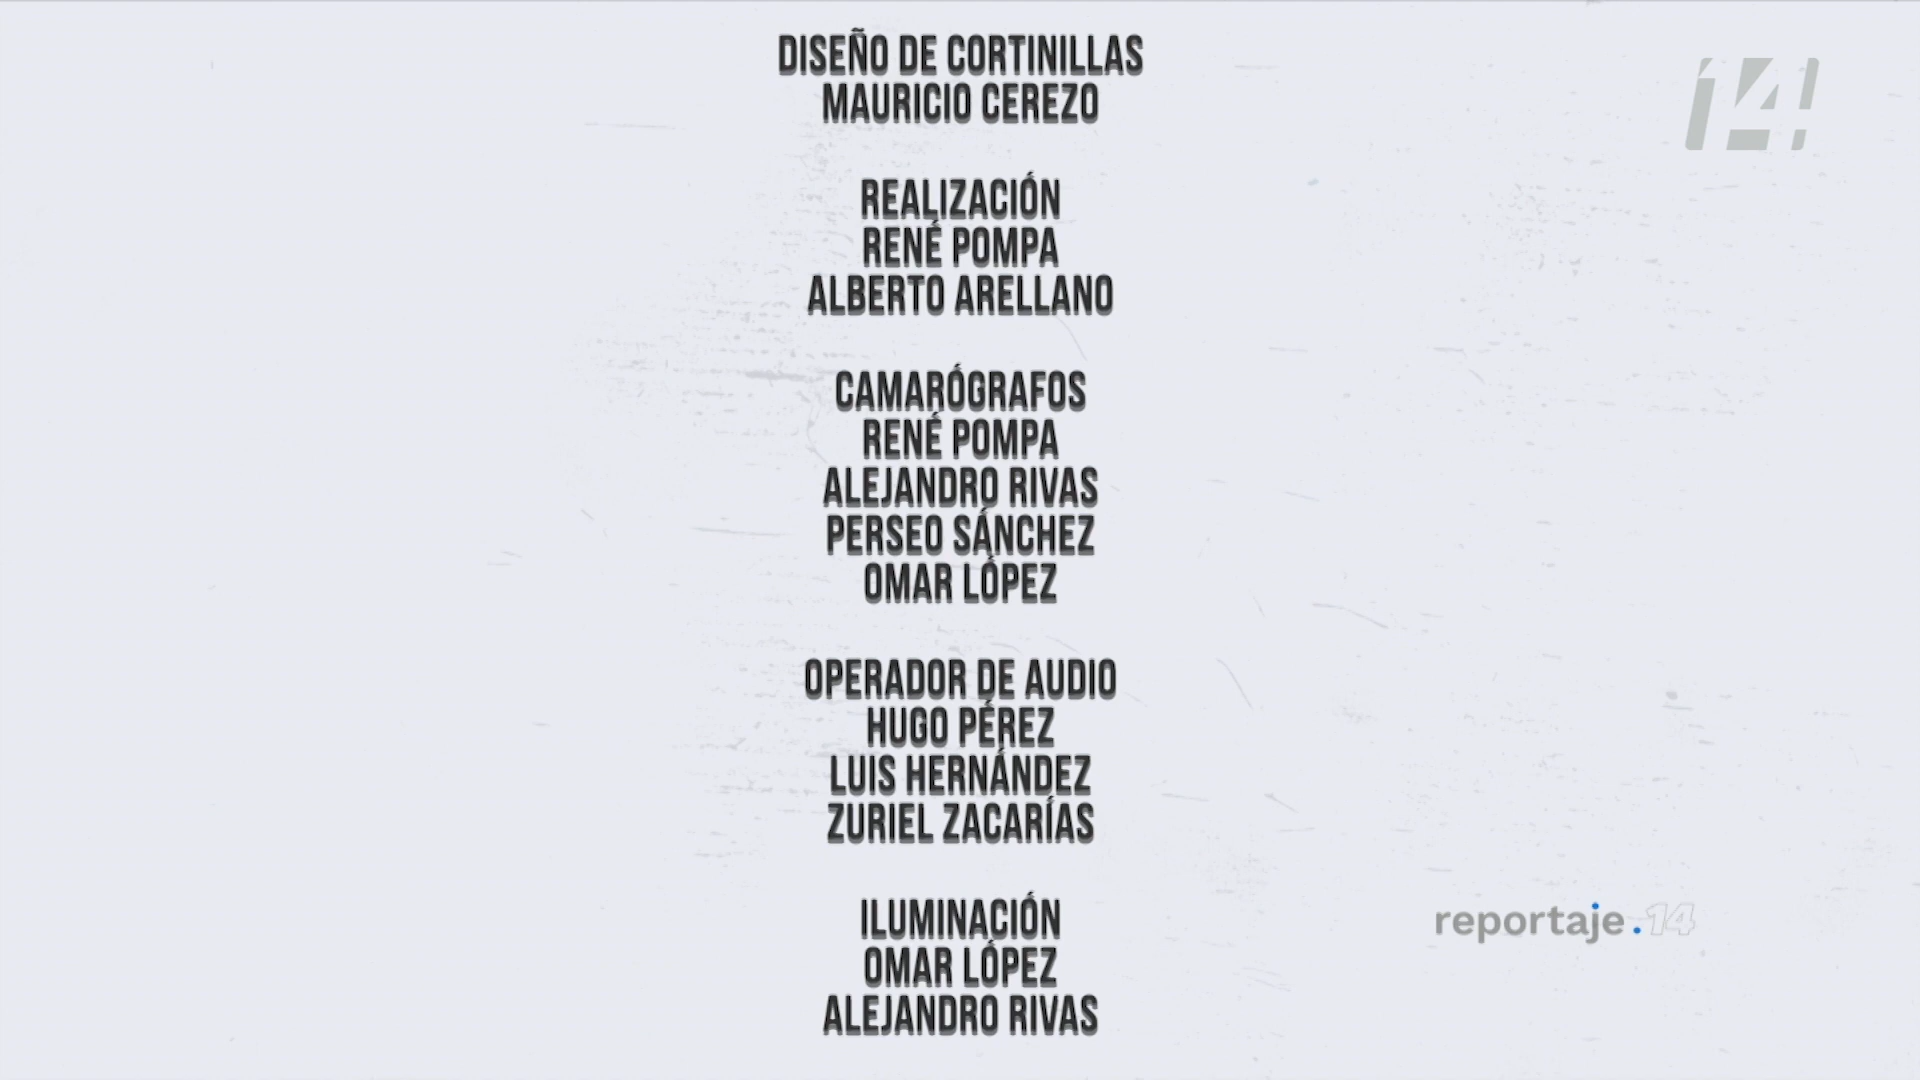 DISEÑO DE CORTINILLAS
MAURICIO CEREZO
14
REALIZACIÓN
RENÉ POMPA
ALBERTO ARELLANO
CAMARÓGRAFOS
RENÉ POMPA
ALEJANDRO RIVAS
PERSEO SÁNCHEZ
OMAR LÓPEZ
OPERADOR DE AUDIO
HUGO PÉREZ
LUIS HERNÁNDEZ
ZURIEL ZACARÍAS
ILUMINACIÓN
OMAR LÓPEZ
ALEJANDRO RIVAS
reportaje.14